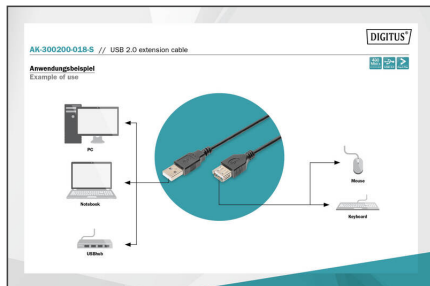 DIGITUS®
AK-300200-018-S // USB 2.0 extension cable
Anwendungsbeispiel
Example of use
PC
Notebook
USBhub
Mouse
Keyboard